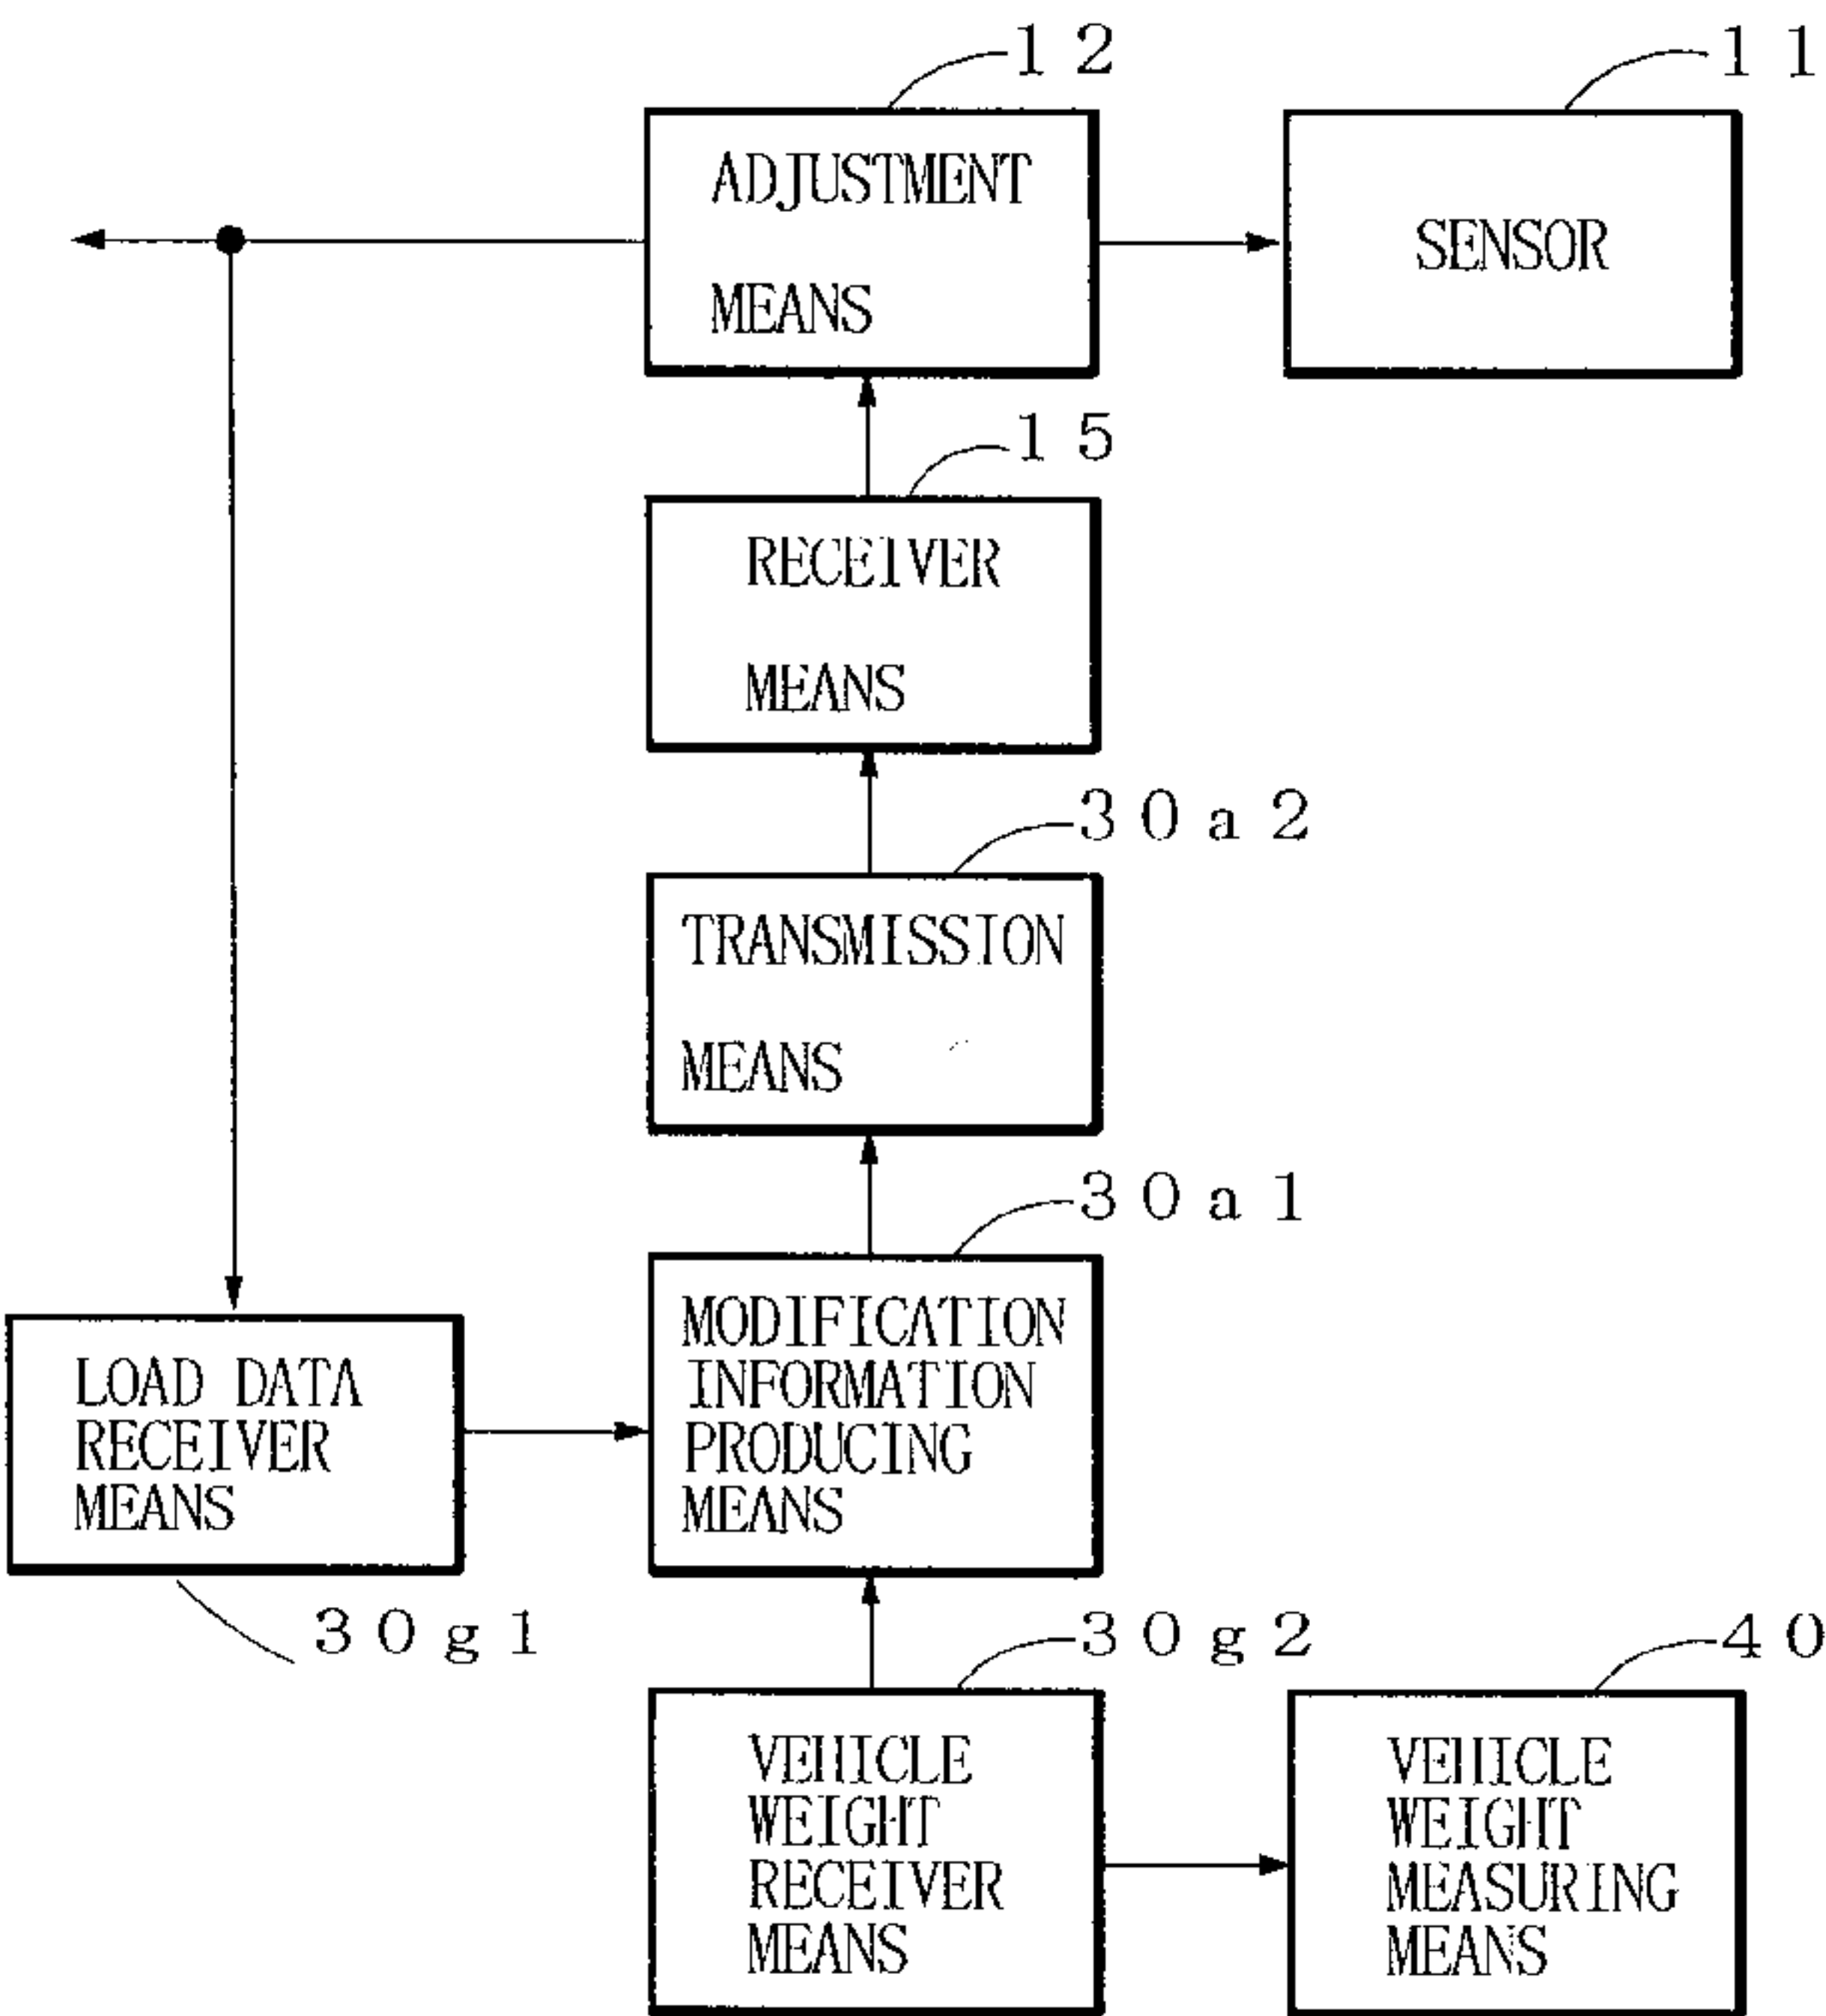 12
11
ADJUSTMENT
MEANS
SENSOR
15
RECEIVER
MEANS
30a2
TRANSMISSION
MEANS
30a1
MODIFICATION
INFORMATION
PRODUCING
MEANS
LOAD DATA
RECEIVER
MEANS
30g1
30g2
40
VEHICLE
WEIGHT
RECEIVER
MEANS
VEHICLE
WEIGHT
MEASURING
MEANS